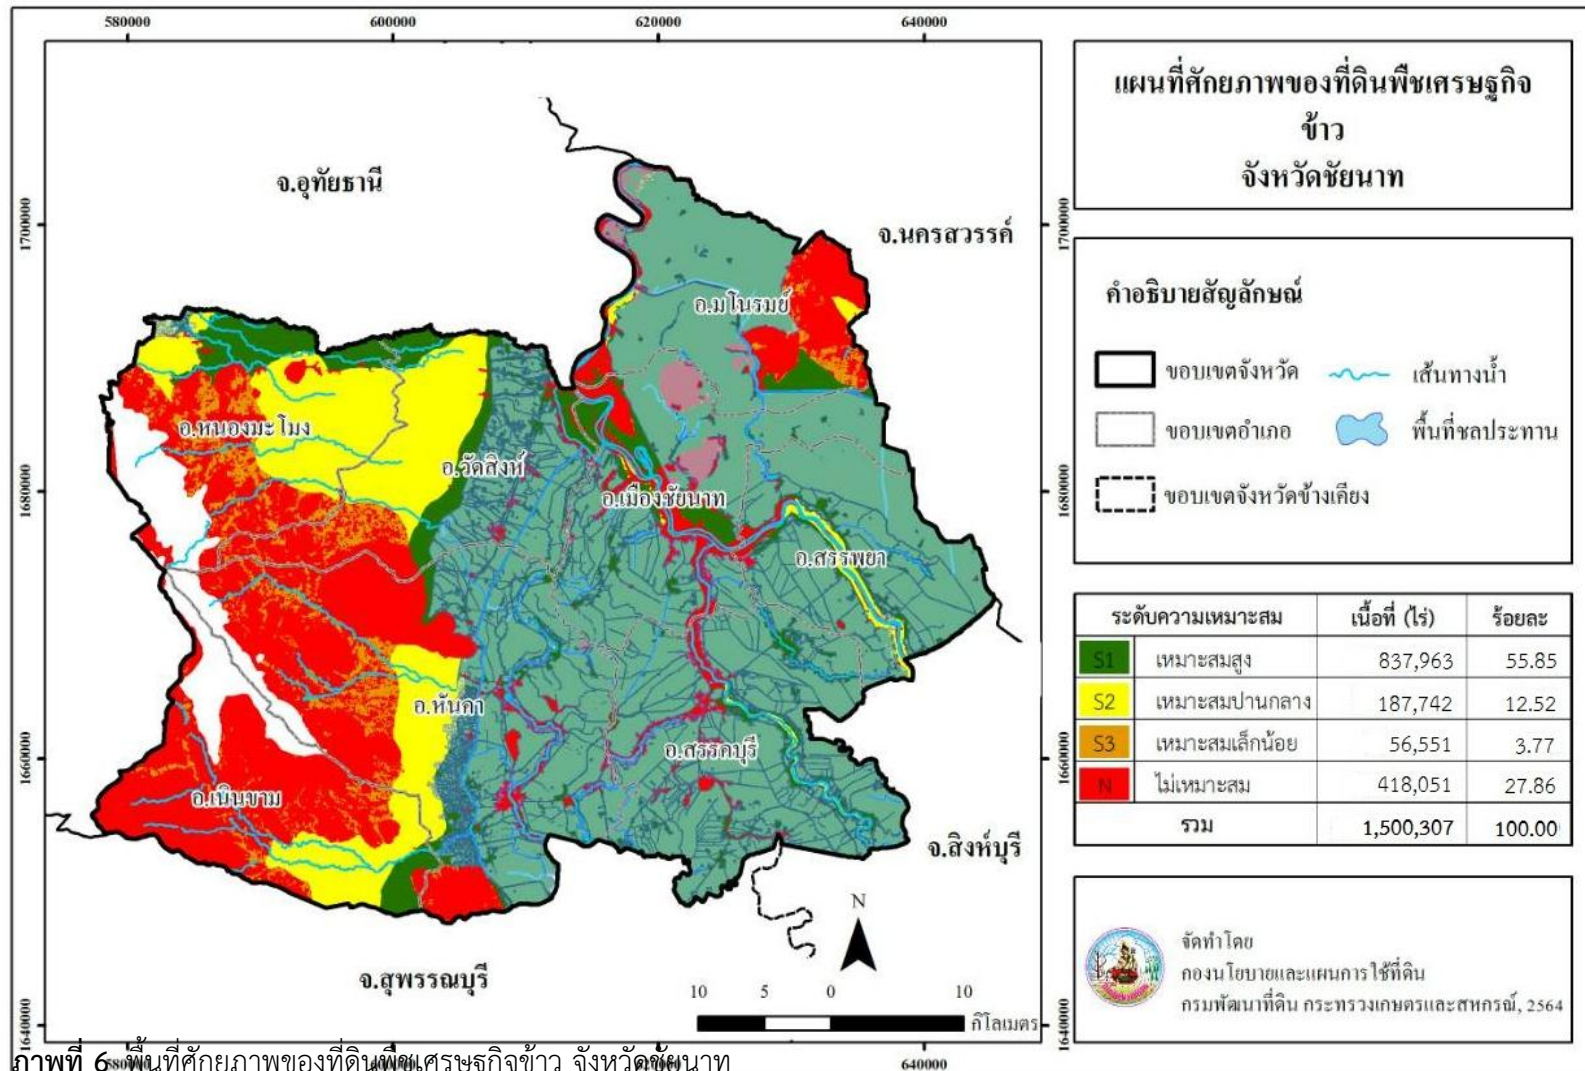 580000 600000 620000 640000
แผนที่ศักยภาพของที่ดินพืชเศรษฐกิจ
ข้าว
จังหวัดชัยนาท
จ.อุทัยธานี
จ.นครสวรรค์
1700000 1700000
คำอธิบายสัญลักษณ์
อ.มโนรมย์
ขอบเขตจังหวัด เส้นทางน้ำ
ขอบเขตอำเภอ พื้นที่ชลประทาน
ขอบเขตจังหวัดข้างเคียง
อ.หนองมะโมง
อ.วัดสิงห์
อ.เมืองชัยนาท
1680000 1680000
อ.สรรพยา
ระดับความเหมาะสม เนื้อที่ (ไร่) ร้อยละ
S1 เหมาะสมสูง 837,963 55.85
S2 เหมาะสมปานกลาง 187,742 12.52
S3 เหมาะสมเล็กน้อย 56,551 3.77
N ไม่เหมาะสม 418,051 27.86
รวม 1,500,307 100.00
อ.หันคา
อ.สรรคบุรี
1660000 1660000
อ.เนินขาม
จ.สิงห์บุรี
N
จ.สุพรรณบุรี
10 5 0 10
กิโลเมตร
จัดทำโดย
กองนโยบายและแผนการใช้ที่ดิน
กรมพัฒนาที่ดิน กระทรวงเกษตรและสหกรณ์, 2564
1640000 1640000
ภาพที่ 6 พื้นที่ศักยภาพของที่ดินพืชเศรษฐกิจข้าว จังหวัดชัยนาท
580000 600000 620000 640000